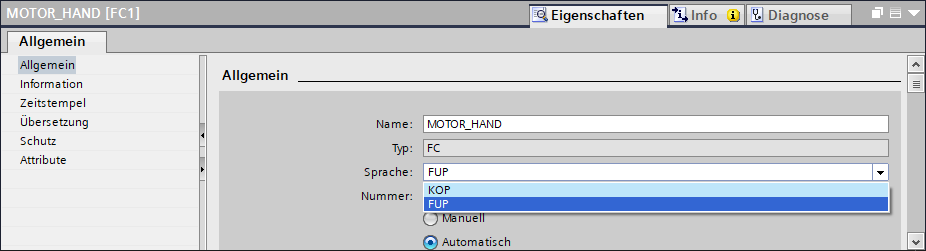 MOTOR_HAND [FC1]
Eigenschaften
Info
Diagnose
Allgemein
Allgemein
Information
Zeitstempel
Übersetzung
Schutz
Attribute
Allgemein
Name: MOTOR_HAND
Typ: FC
Sprache: FUP
KOP
Nummer: FUP
Manuell
Automatisch